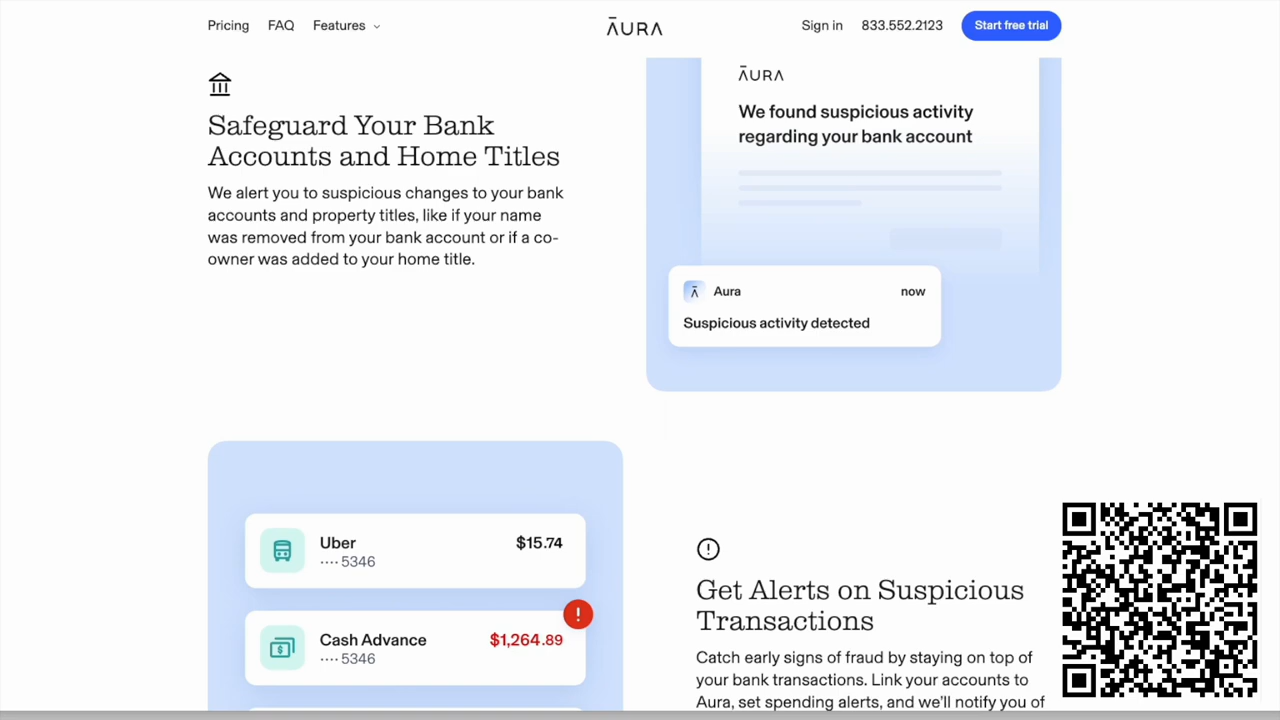 Pricing FAQ Features
ĀURA
Sign in 833.552.2123 Start free trial
Safeguard Your Bank
Accounts and Home Titles
We alert you to suspicious changes to your bank
accounts and property titles, like if your name
was removed from your bank account or if a co-
owner was added to your home title.
ĀURA
We found suspicious activity
regarding your bank account
Aura now
Suspicious activity detected
Uber $15.74
···· 5346
Cash Advance $1,264.89
···· 5346
Get Alerts on Suspicious
Transactions
Catch early signs of fraud by staying on top of
your bank transactions. Link your accounts to
Aura, set spending alerts, and we'll notify you of